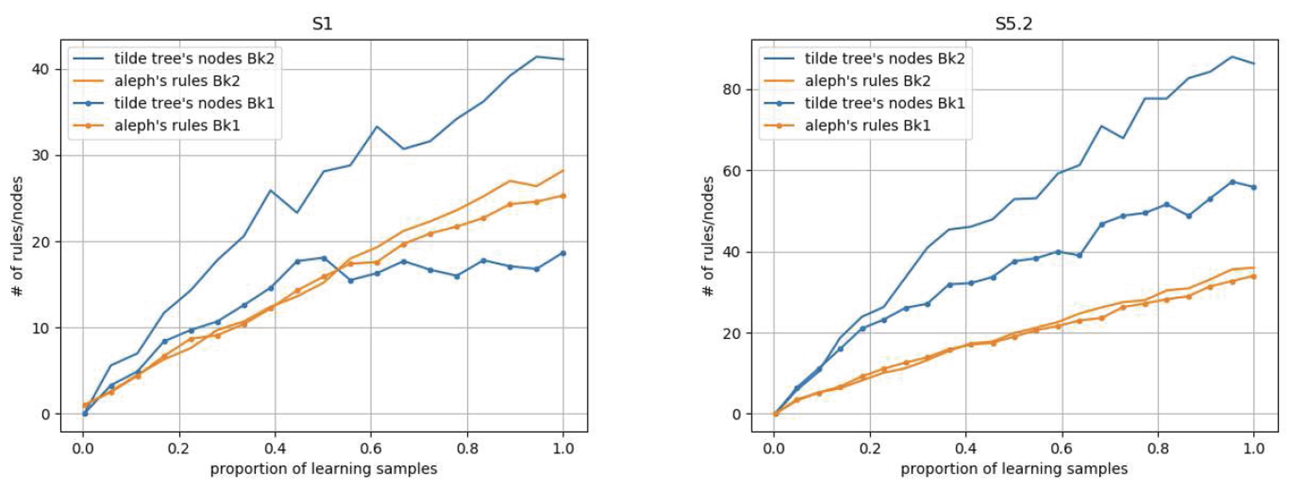 S1
tilde tree's nodes Bk2
aleph's rules Bk2
tilde tree's nodes Bk1
aleph's rules Bk1
# of rules/nodes
40
30
20
10
0
0.0 0.2 0.4 0.6 0.8 1.0
proportion of learning samples
S5.2
tilde tree's nodes Bk2
aleph's rules Bk2
tilde tree's nodes Bk1
aleph's rules Bk1
# of rules/nodes
80
60
40
20
0
0.0 0.2 0.4 0.6 0.8 1.0
proportion of learning samples